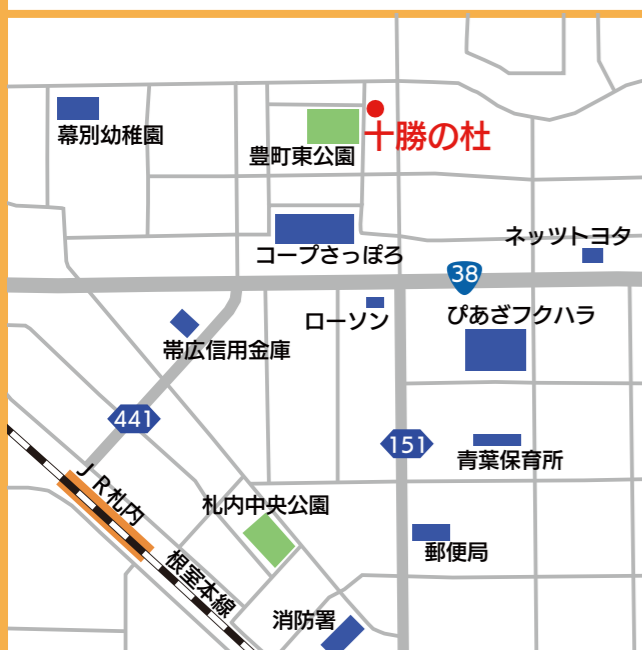 幕別幼稚園
豊町東公園
十勝の杜
コープさっぽろ
ネッツトヨタ
38
ローソン
ぴあざフクハラ
帯広信用金庫
441
151
青葉保育所
JR札内
札内中央公園
郵便局
根室本線
消防署